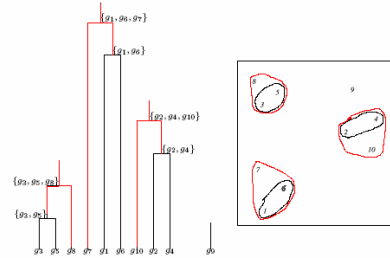 {g1, g6, g7}
{g1, g6}
{g2, g4, g10}
{g2, g4}
{g3, g5, g8}
{g3, g5}
g3 g5 g8 g7 g1 g6 g10 g2 g4 g9
8
5
3
9
4
2
10
7
6
1